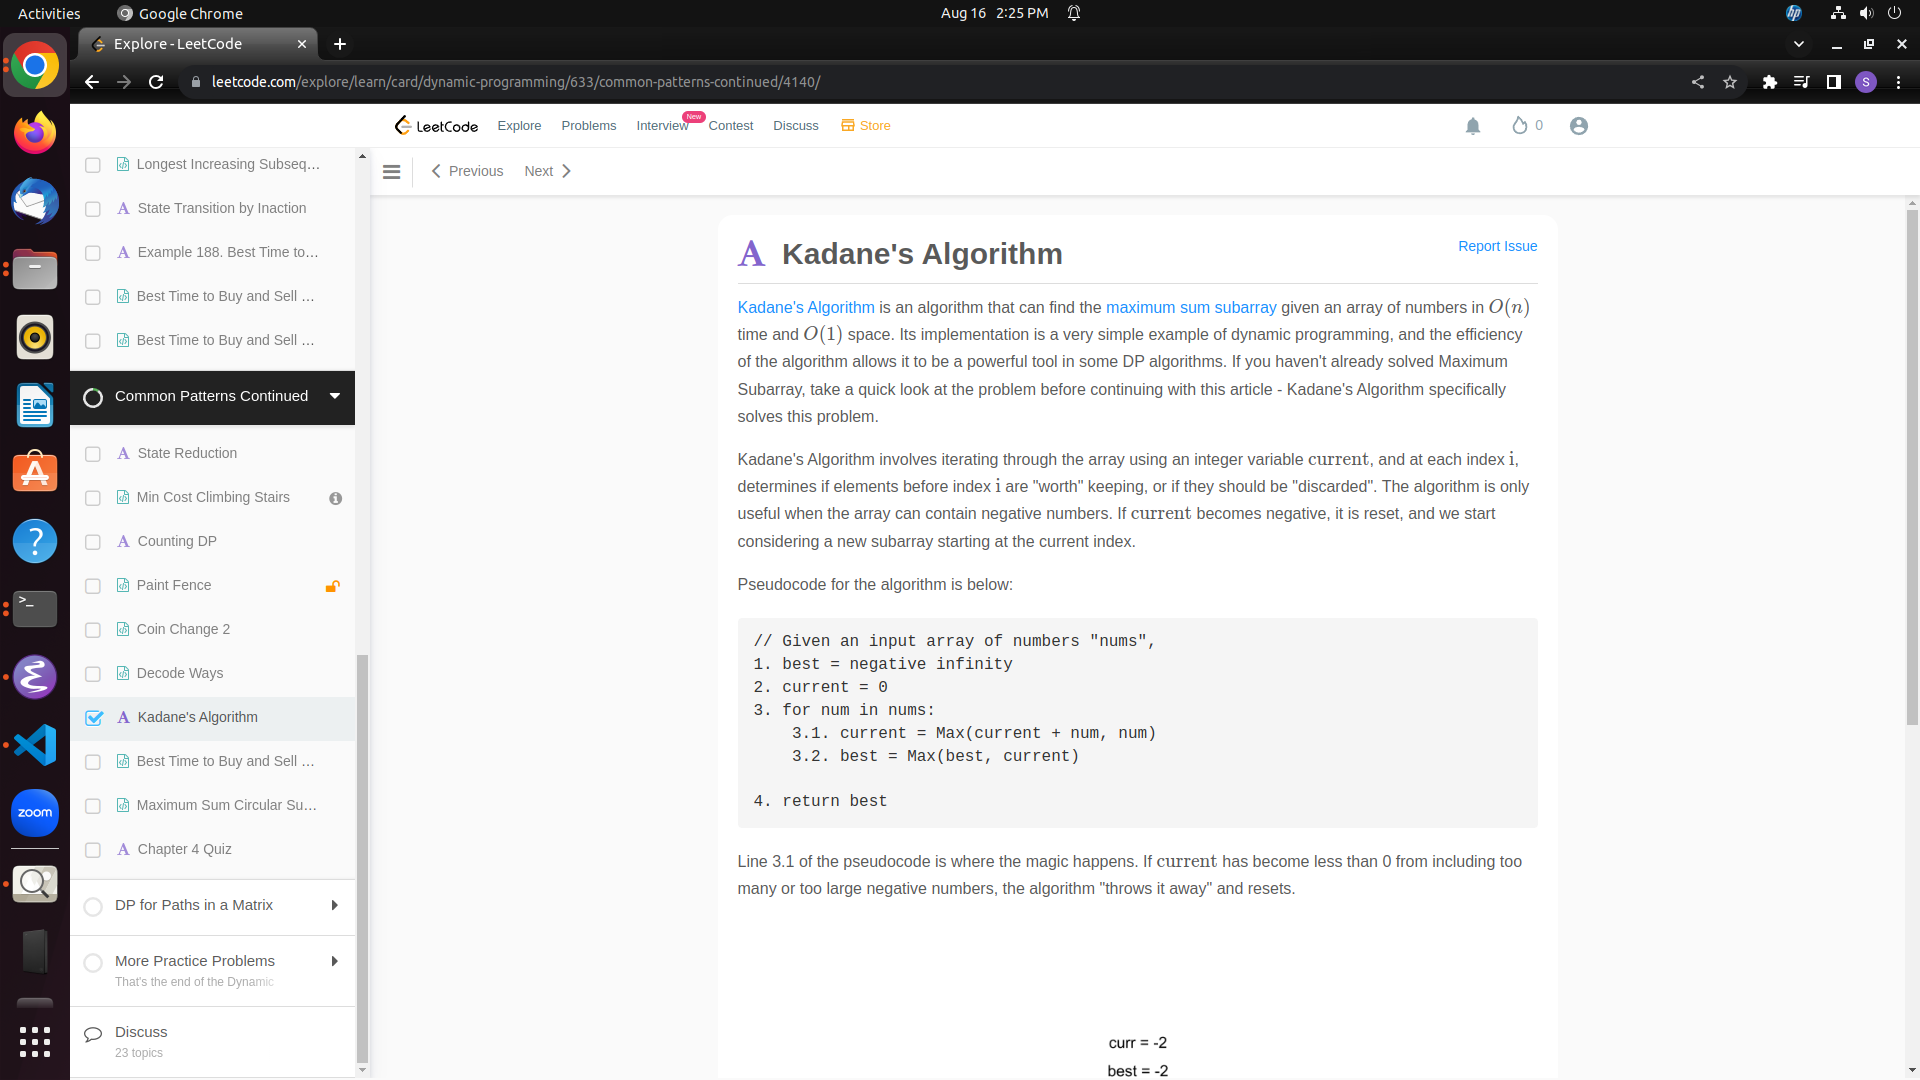 Activities
Google Chrome
Aug 16 2:25 PM
Explore - LeetCode
leetcode.com/explore/learn/card/dynamic-programming/633/common-patterns-continued/4140/
S
LeetCode
Explore
Problems
Interview
New
Contest
Discuss
Store
0
Longest Increasing Subseq...
State Transition by Inaction
Example 188. Best Time to...
Best Time to Buy and Sell ...
Best Time to Buy and Sell ...
Common Patterns Continued
State Reduction
Min Cost Climbing Stairs
Counting DP
Paint Fence
Coin Change 2
Decode Ways
Kadane's Algorithm
Best Time to Buy and Sell ...
Maximum Sum Circular Su...
Chapter 4 Quiz
DP for Paths in a Matrix
More Practice Problems
That's the end of the Dynamic
Discuss
23 topics
zoom
hp
Previous
Next
A Kadane's Algorithm
Report Issue
Kadane's Algorithm is an algorithm that can find the maximum sum subarray given an array of numbers in O(n)
time and O(1) space. Its implementation is a very simple example of dynamic programming, and the efficiency
of the algorithm allows it to be a powerful tool in some DP algorithms. If you haven't already solved Maximum
Subarray, take a quick look at the problem before continuing with this article - Kadane's Algorithm specifically
solves this problem.
Kadane's Algorithm involves iterating through the array using an integer variable current, and at each index i,
determines if elements before index i are "worth" keeping, or if they should be "discarded". The algorithm is only
useful when the array can contain negative numbers. If current becomes negative, it is reset, and we start
considering a new subarray starting at the current index.
Pseudocode for the algorithm is below:
// Given an input array of numbers "nums",
1. best = negative infinity
2. current = 0
3. for num in nums:
3.1. current = Max(current + num, num)
3.2. best = Max(best, current)
4. return best
Line 3.1 of the pseudocode is where the magic happens. If current has become less than 0 from including too
many or too large negative numbers, the algorithm "throws it away" and resets.
curr = -2
best = -2